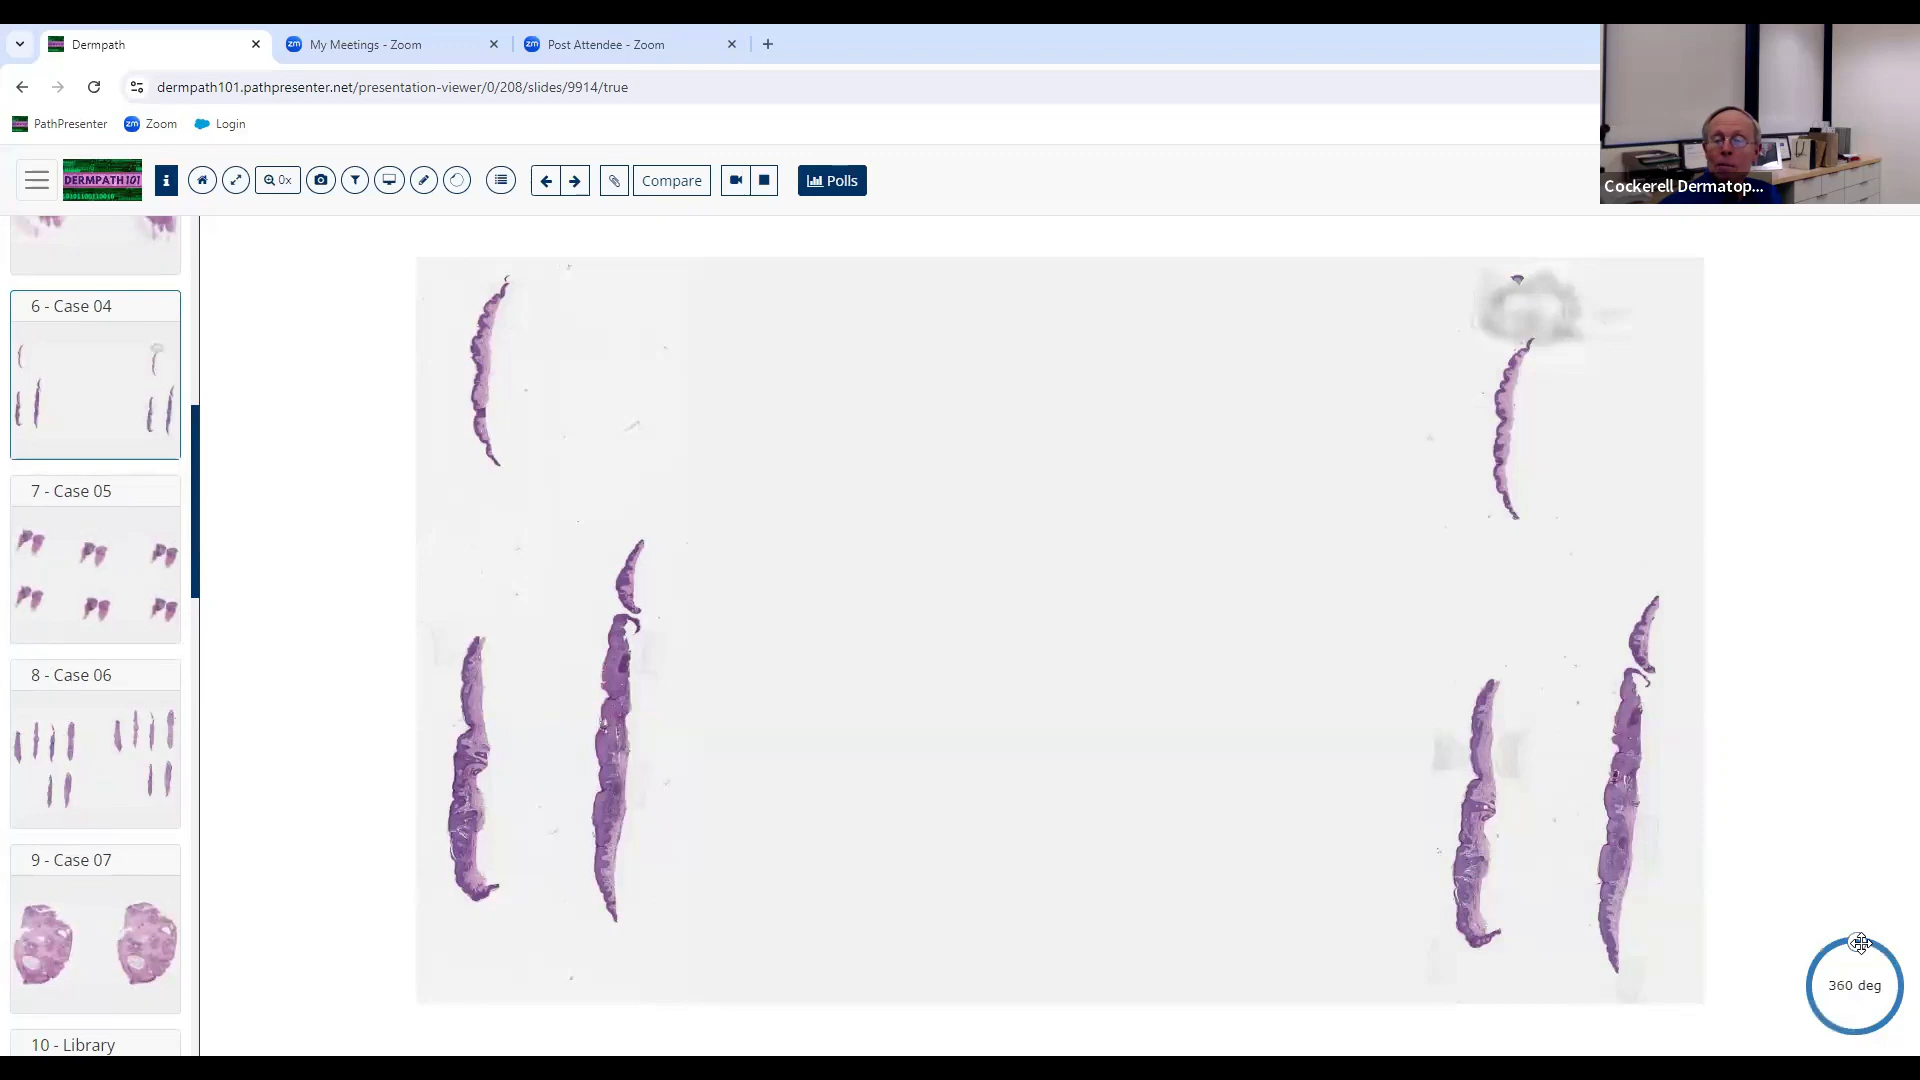 Dermpath
My Meetings - Zoom
Post Attendee - Zoom
dermpath101.pathpresenter.net/presentation-viewer/0/208/slides/9914/true
PathPresenter
Zoom
Login
DERMPATH 101
0x
Compare
Polls
Cockerell Dermatop...
6 - Case 04
7 - Case 05
8 - Case 06
9 - Case 07
10 - Library
360 deg